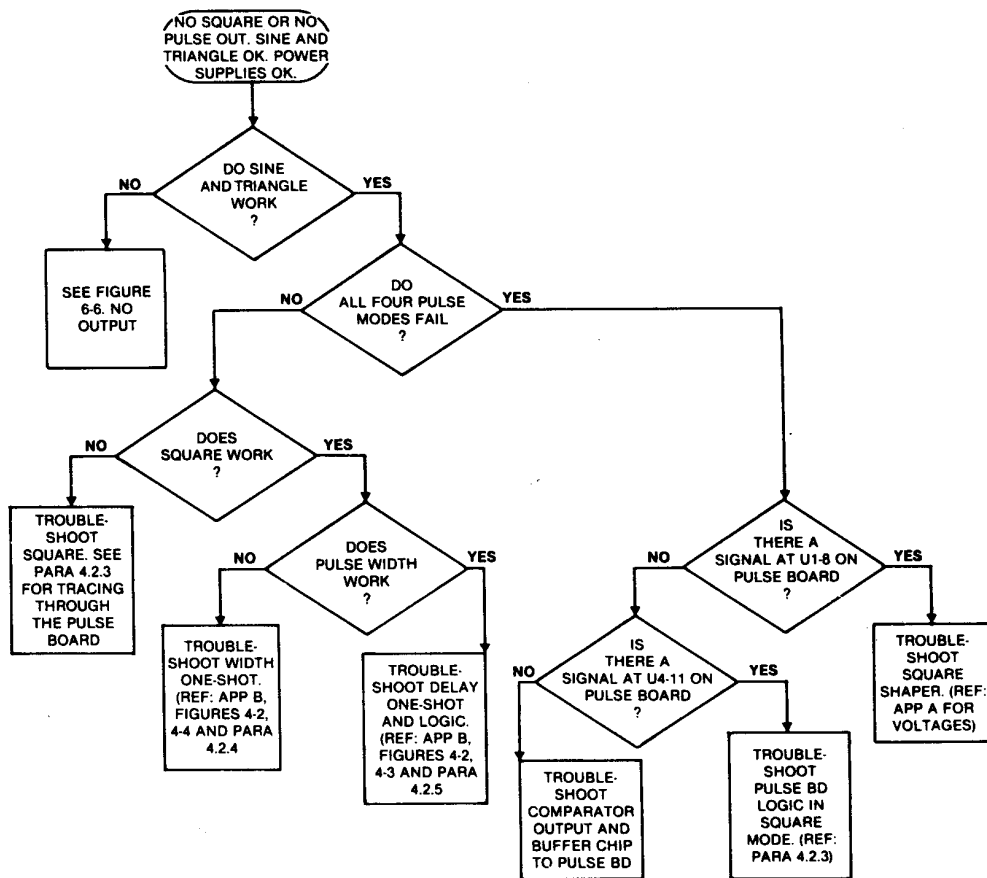 NO SQUARE OR NO
PULSE OUT. SINE AND
TRIANGLE OK. POWER
SUPPLIES OK.
DO SINE
AND TRIANGLE
WORK
?
NO
YES
SEE FIGURE
6-6. NO
OUTPUT
DO
ALL FOUR PULSE
MODES FAIL
?
NO
YES
DOES
SQUARE WORK
?
NO
YES
TROUBLE-
SHOOT
SQUARE. SEE
PARA 4.2.3
FOR TRACING
THROUGH
THE PULSE
BOARD
DOES
PULSE WIDTH
WORK
?
NO
YES
TROUBLE-
SHOOT WIDTH
ONE-SHOT.
(REF: APP B,
FIGURES 4-2,
4-4 AND PARA
4.2.4
TROUBLE-
SHOOT DELAY
ONE-SHOT
AND LOGIC.
(REF: APP B,
FIGURES 4-2,
4-3 AND PARA
4.2.5
IS
THERE A
SIGNAL AT U1-8 ON
PULSE BOARD
?
NO
YES
IS
THERE A
SIGNAL AT U4-11 ON
PULSE BOARD
?
NO
YES
TROUBLE-
SHOOT
COMPARATOR
OUTPUT AND
BUFFER CHIP
TO PULSE BD
TROUBLE-
SHOOT
PULSE BD
LOGIC IN
SQUARE
MODE. (REF:
PARA 4.2.3)
TROUBLE-
SHOOT
SQUARE
SHAPER. (REF:
APP A FOR
VOLTAGES)